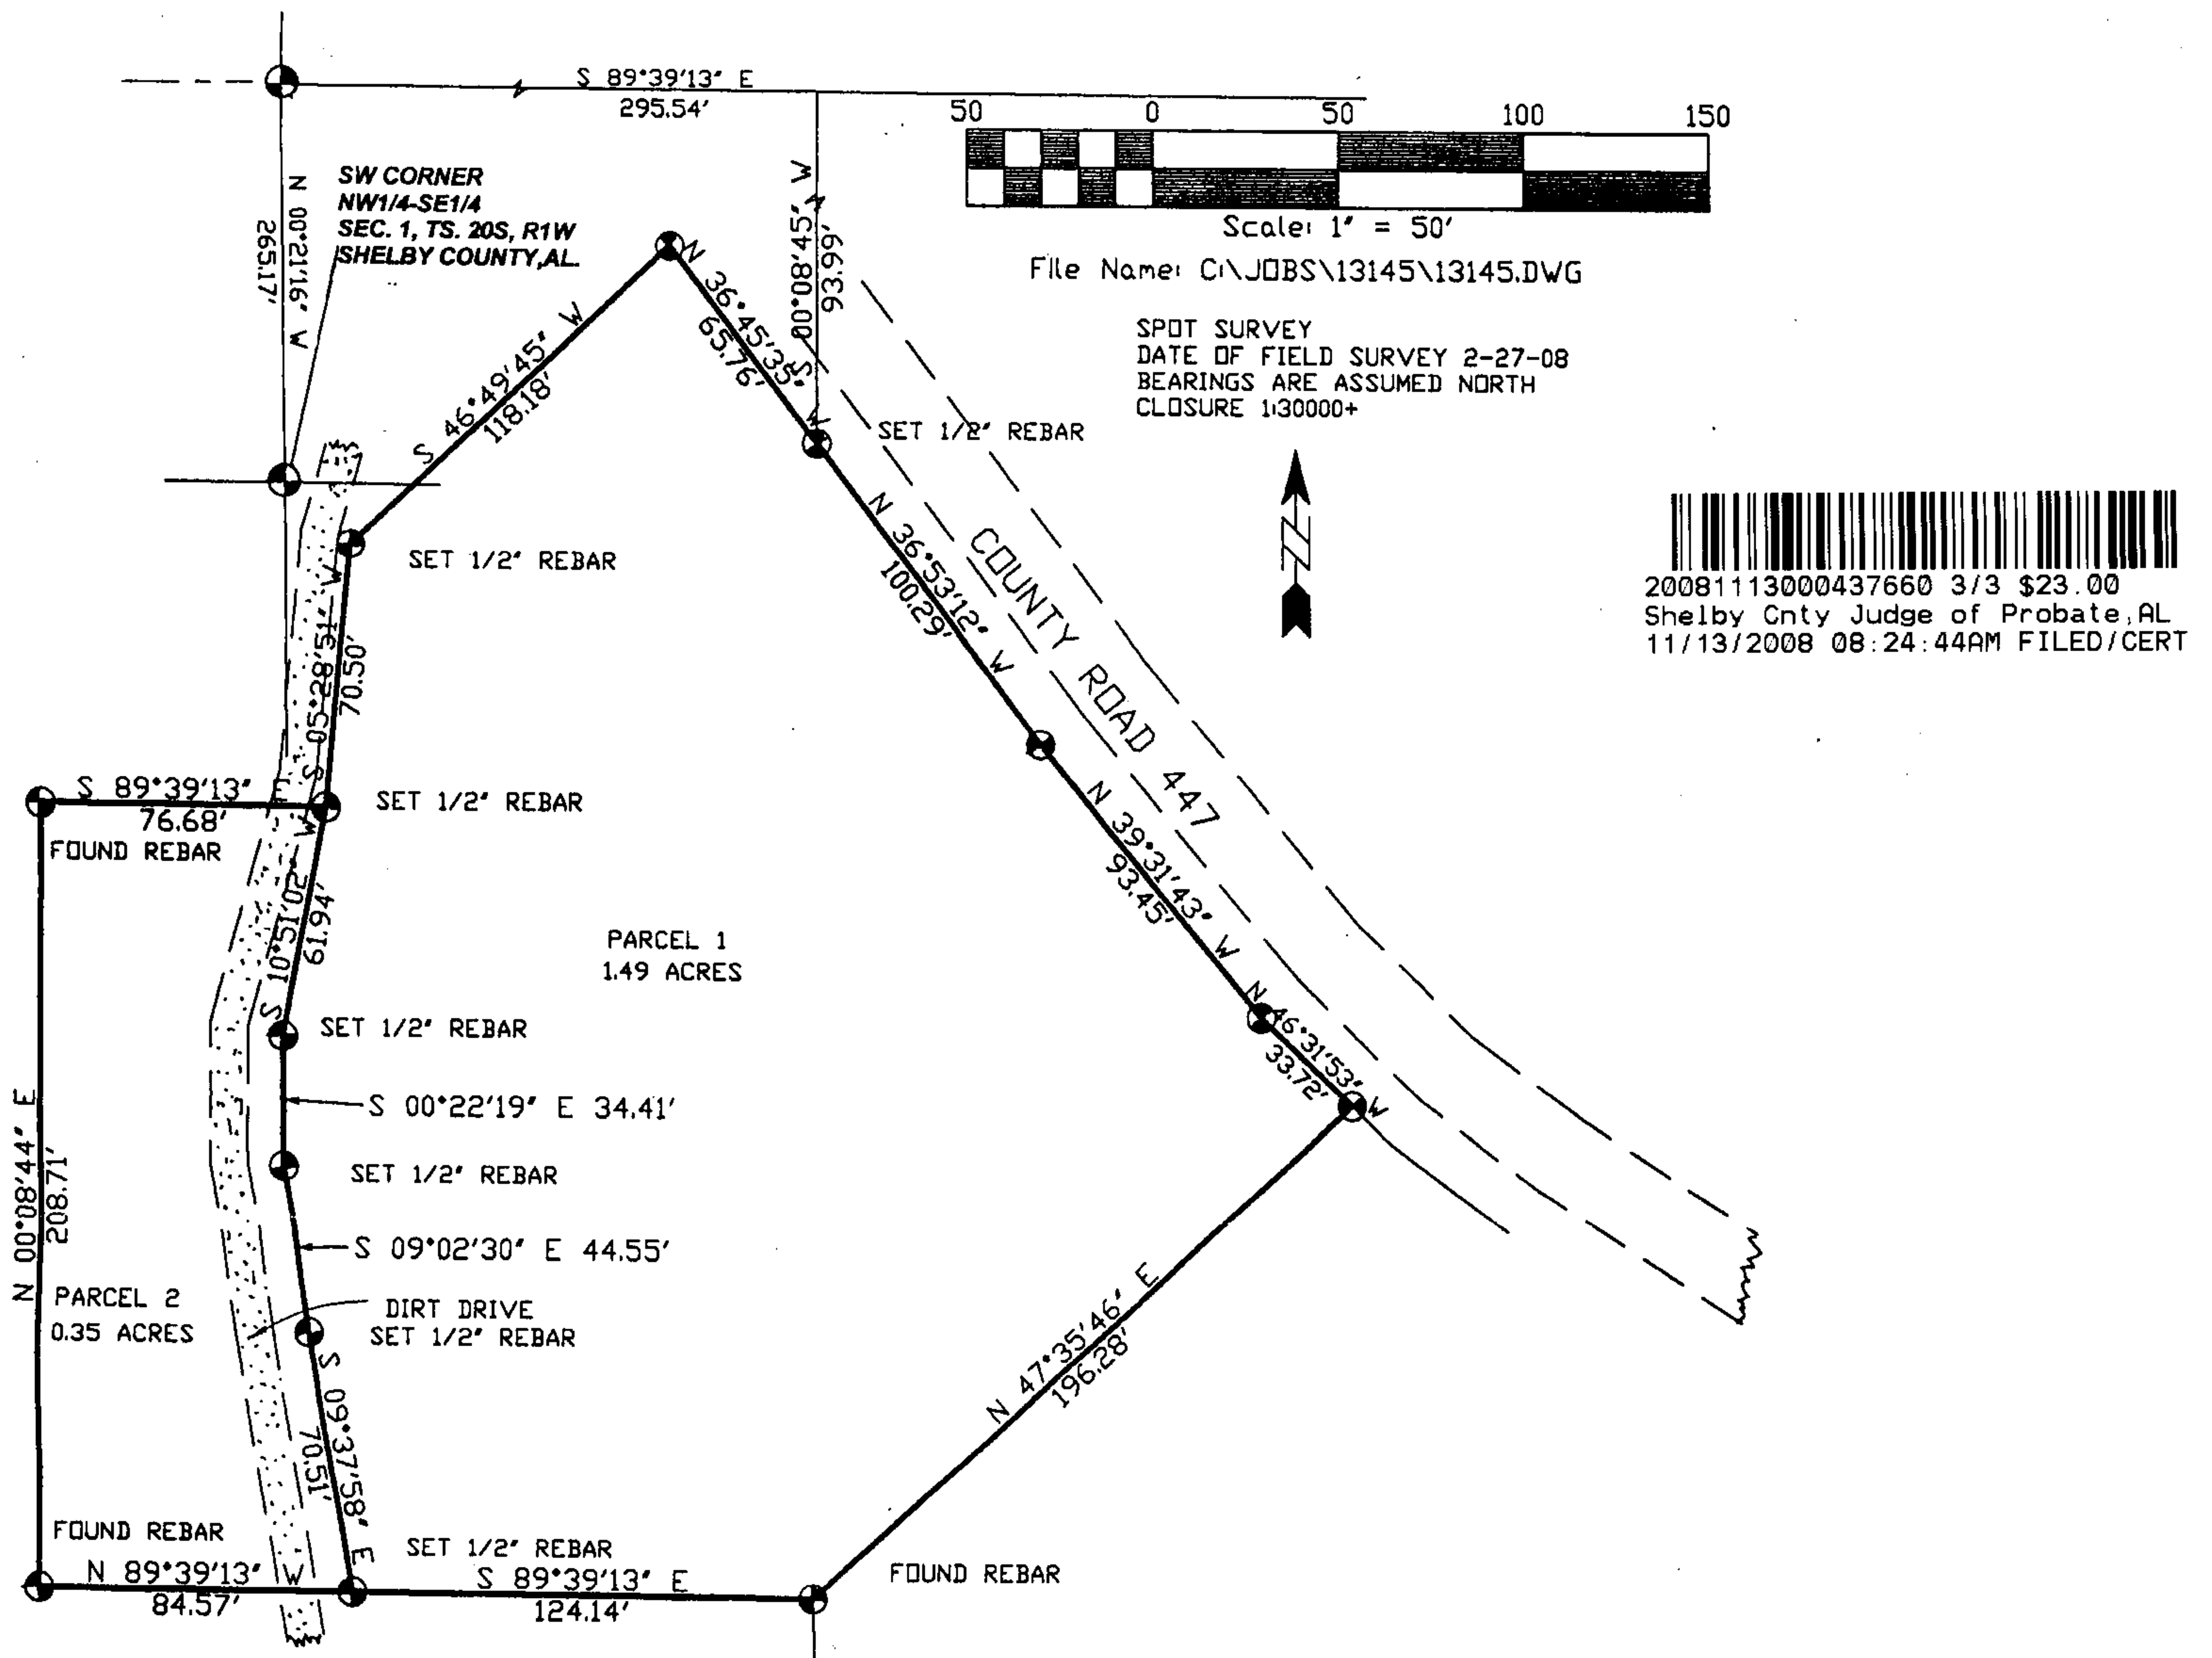 S 89°39'13" E
295.54'
50 0 50 100 150
Scale: 1" = 50'
File Name: C:\JOBS\13145\13145.DWG
SW CORNER
NW1/4-SE1/4
SEC. 1, TS. 20S, R1W
SHELBY COUNTY,AL.
N 00°21'16" W
265.17'
S 00°08'45" W
93.99'
SPOT SURVEY
DATE OF FIELD SURVEY 2-27-08
BEARINGS ARE ASSUMED NORTH
CLOSURE 1:30000+
N
N 36°45'35" W
65.76'
S 46°49'45" W
118.18'
SET 1/2" REBAR
N 36°53'12" W
100.29'
COUNTY ROAD 447
SET 1/2" REBAR
20081113000437660 3/3 $23.00
Shelby Cnty Judge of Probate,AL
11/13/2008 08:24:44AM FILED/CERT
S 05°28'51" W
70.50'
S 89°39'13" E
76.68'
SET 1/2" REBAR
FOUND REBAR
N 39°31'43" W
93.45'
S 10°51'02" W
61.94'
PARCEL 1
1.49 ACRES
SET 1/2" REBAR
N 46°31'53" W
33.72'
S 00°22'19" E 34.41'
SET 1/2" REBAR
N 00°08'44" E
208.71'
S 09°02'30" E 44.55'
PARCEL 2
0.35 ACRES
DIRT DRIVE
SET 1/2" REBAR
N 47°35'46" E
196.28'
S 09°37'58" E
70.51'
FOUND REBAR
SET 1/2" REBAR
N 89°39'13" W
84.57'
S 89°39'13" E
124.14'
FOUND REBAR